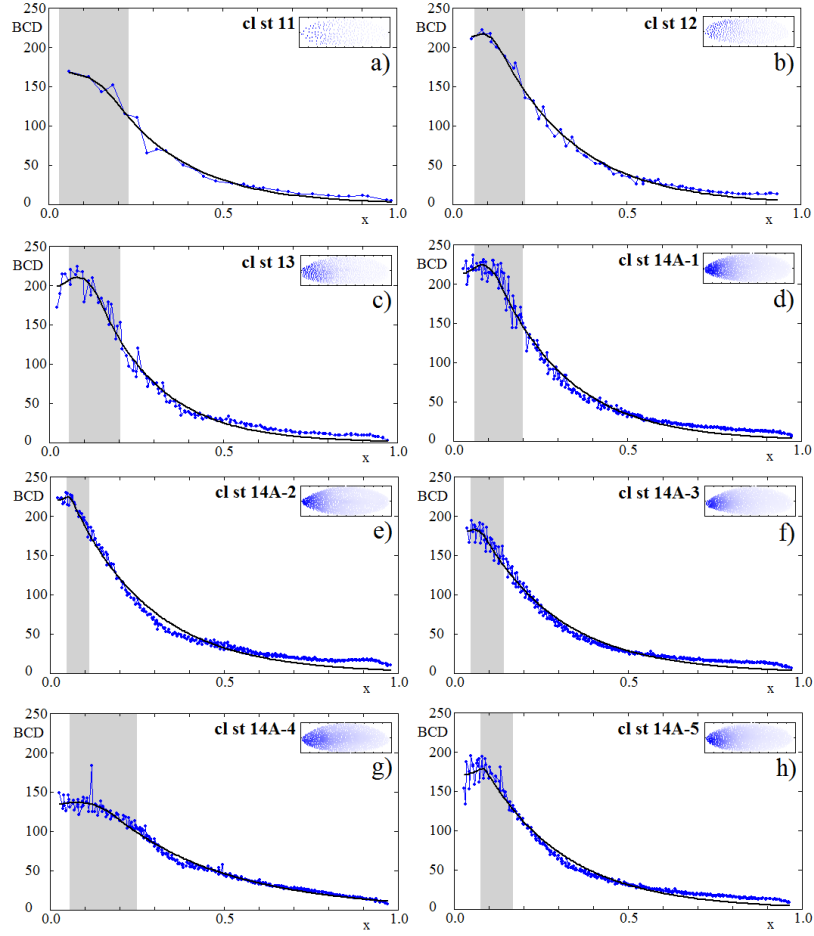 250
BCD
200
150
100
50
0
0.0
0.5
x
1.0
cl st 11
a)
250
BCD
200
150
100
50
0
0.0
0.5
x
1.0
cl st 12
b)
250
BCD
200
150
100
50
0
0.0
0.5
x
1.0
cl st 13
c)
250
BCD
200
150
100
50
0
0.0
0.5
x
1.0
cl st 14A-1
d)
250
BCD
200
150
100
50
0
0.0
0.5
x
1.0
cl st 14A-2
e)
250
BCD
200
150
100
50
0
0.0
0.5
x
1.0
cl st 14A-3
f)
250
BCD
200
150
100
50
0
0.0
0.5
x
1.0
cl st 14A-4
g)
250
BCD
200
150
100
50
0
0.0
0.5
x
1.0
cl st 14A-5
h)